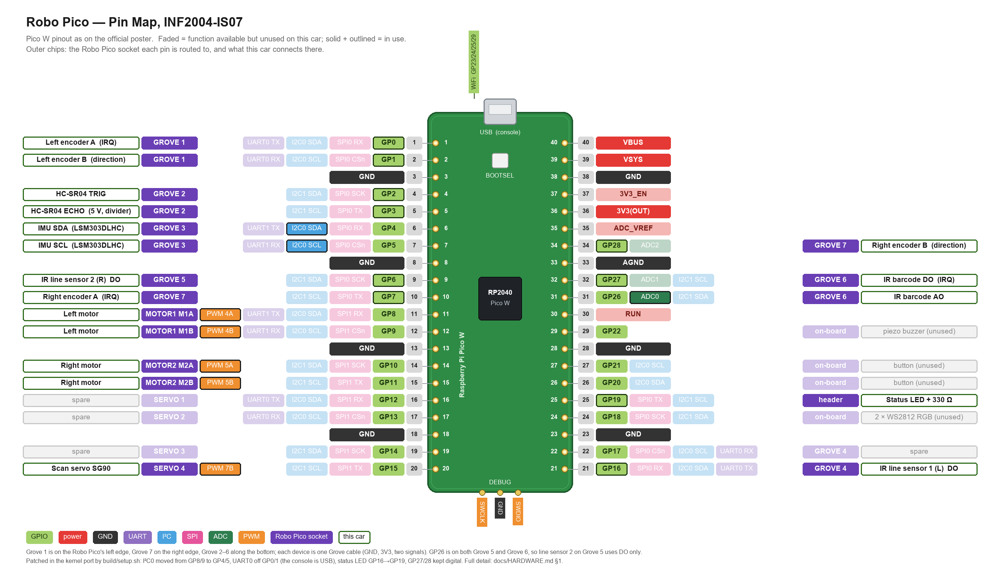 Robo Pico — Pin Map, INF2004-IS07
Pico W pinout as on the official poster.  Faded = function available but unused on this car; solid + outlined = in use.
Outer chips: the Robo Pico socket each pin is routed to, and what this car connects there.
WiFi GP23/24/25/29
USB (console)
Left encoder A (IRQ) GROVE 1 UART0 TX I2C0 SDA SPI0 RX GP0 1 1 40 40 VBUS
Left encoder B (direction) GROVE 1 UART0 RX I2C0 SCL SPI0 CSn GP1 2 2 39 39 VSYS
BOOTSEL
GND 3 3 38 38 GND
HC-SR04 TRIG GROVE 2 I2C1 SDA SPI0 SCK GP2 4 4 37 37 3V3_EN
HC-SR04 ECHO (5 V, divider) GROVE 2 I2C1 SCL SPI0 TX GP3 5 5 36 36 3V3(OUT)
IMU SDA (LSM303DLHC) GROVE 3 UART1 TX I2C0 SDA SPI0 RX GP4 6 6 35 35 ADC_VREF
IMU SCL (LSM303DLHC) GROVE 3 UART1 RX I2C0 SCL SPI0 CSn GP5 7 7 34 34 GP28 ADC2 GROVE 7 Right encoder B (direction)
GND 8 8 33 33 AGND
IR line sensor 2 (R) DO GROVE 5 I2C1 SDA SPI0 SCK GP6 9 9 32 32 GP27 ADC1 I2C1 SCL GROVE 6 IR barcode DO (IRQ)
Right encoder A (IRQ) GROVE 7 I2C1 SCL SPI0 TX GP7 10 10 31 31 GP26 ADC0 I2C1 SDA GROVE 6 IR barcode AO
RP2040
Pico W
Left motor MOTOR1 M1A PWM 4A UART1 TX I2C0 SDA SPI1 RX GP8 11 11 30 30 RUN
Left motor MOTOR1 M1B PWM 4B UART1 RX I2C0 SCL SPI1 CSn GP9 12 12 29 29 GP22 on-board piezo buzzer (unused)
GND 13 13 28 28 GND
Raspberry Pi Pico W
Right motor MOTOR2 M2A PWM 5A I2C1 SDA SPI1 SCK GP10 14 14 27 27 GP21 I2C0 SCL on-board button (unused)
Right motor MOTOR2 M2B PWM 5B I2C1 SCL SPI1 TX GP11 15 15 26 26 GP20 I2C0 SDA on-board button (unused)
spare SERVO 1 UART0 TX I2C0 SDA SPI1 RX GP12 16 16 25 25 GP19 SPI0 TX I2C1 SCL header Status LED + 330 Ω
spare SERVO 2 UART0 RX I2C0 SCL SPI1 CSn GP13 17 17 24 24 GP18 SPI0 SCK I2C1 SDA on-board 2 × WS2812 RGB (unused)
GND 18 18 23 23 GND
spare SERVO 3 I2C1 SDA SPI1 SCK GP14 19 19 22 22 GP17 SPI0 CSn I2C0 SCL UART0 RX GROVE 4 spare
Scan servo SG90 SERVO 4 PWM 7B I2C1 SCL SPI1 TX GP15 20 20 21 21 GP16 SPI0 RX I2C0 SDA UART0 TX GROVE 4 IR line sensor 1 (L) DO
DEBUG
SWCLK GND SWDIO
GPIO power GND UART I²C SPI ADC PWM Robo Pico socket this car
Grove 1 is on the Robo Pico's left edge, Grove 7 on the right edge, Grove 2–6 along the bottom; each device is one Grove cable (GND, 3V3, two signals). GP26 is on both Grove 5 and Grove 6, so line sensor 2 on Grove 5 uses DO only.
Patched in the kernel port by build/setup.sh: I²C0 moved from GP8/9 to GP4/5, UART0 off GP0/1 (the console is USB), status LED GP16→GP19, GP27/28 kept digital. Full detail: docs/HARDWARE.md §1.